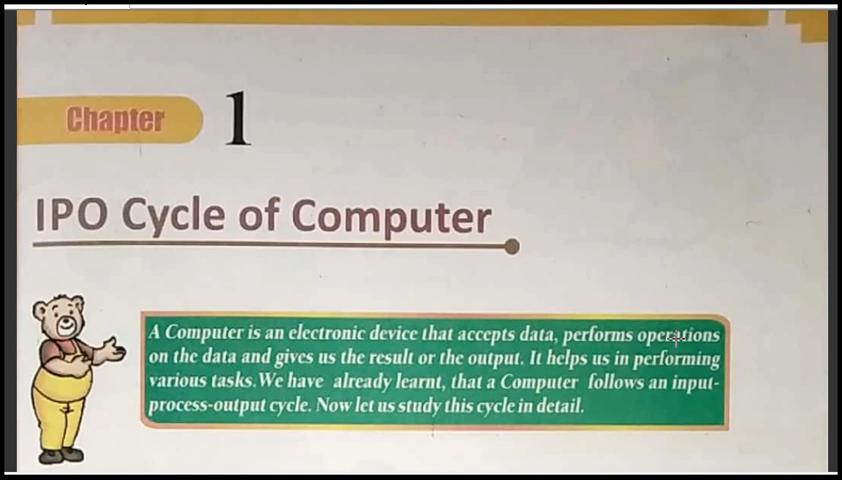 Chapter 1
IPO Cycle of Computer
A Computer is an electronic device that accepts data, performs operations
on the data and gives us the result or the output. It helps us in performing
various tasks. We have already learnt, that a Computer follows an input-
process-output cycle. Now let us study this cycle in detail.